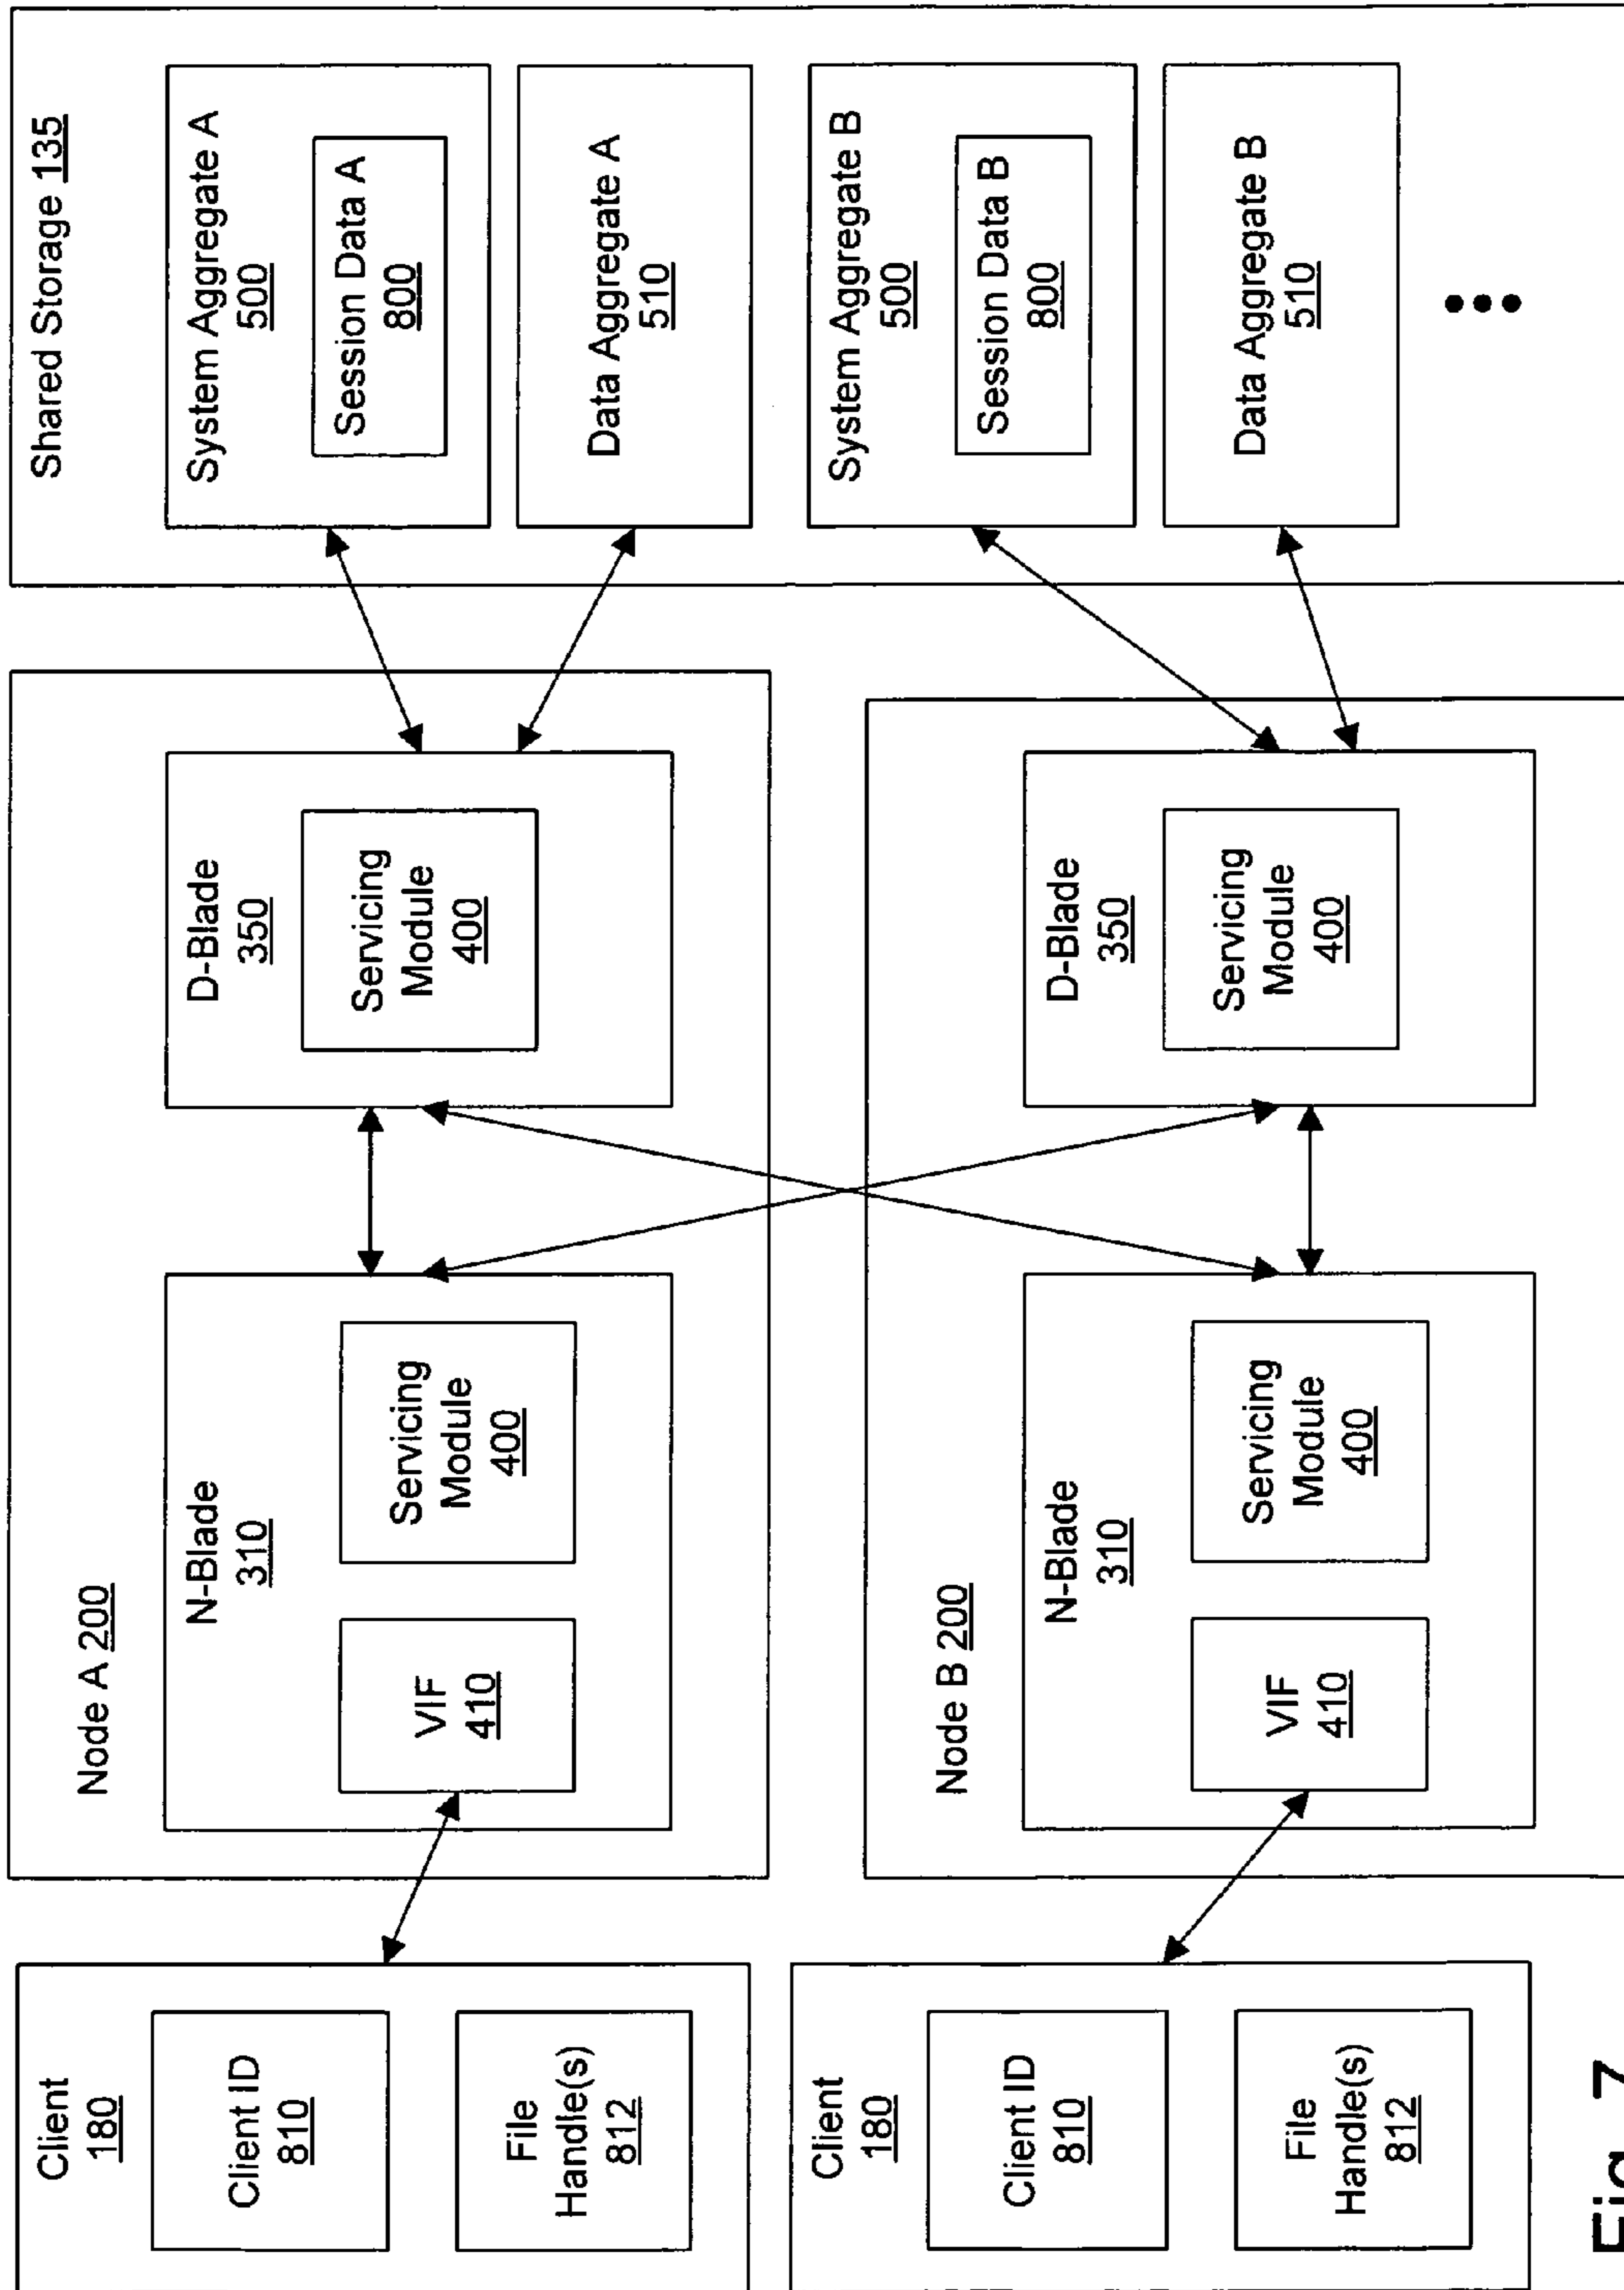 Client
180
Client ID
810
File
Handle(s)
812
Client
180
Client ID
810
File
Handle(s)
812
Node A 200
N-Blade
310
VIF
410
Servicing
Module
400
D-Blade
350
Servicing
Module
400
Node B 200
N-Blade
310
VIF
410
Servicing
Module
400
D-Blade
350
Servicing
Module
400
Shared Storage 135
System Aggregate A
500
Session Data A
800
Data Aggregate A
510
System Aggregate B
500
Session Data B
800
Data Aggregate B
510
Fig. 7